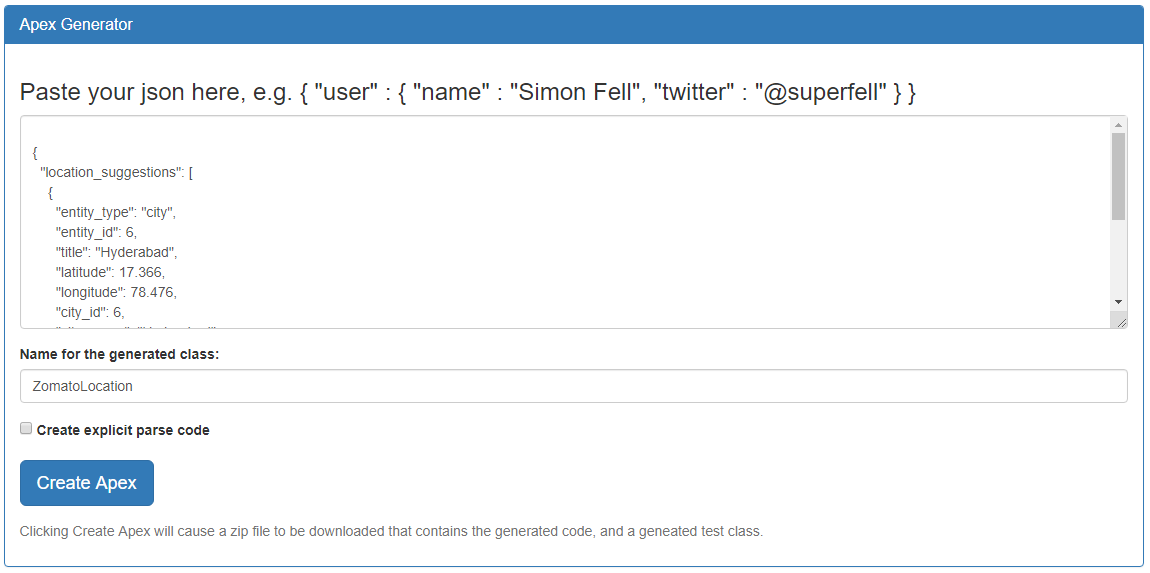 Apex Generator
Paste your json here, e.g. { "user" : { "name" : "Simon Fell", "twitter" : "@superfell" } }
{
"location_suggestions": [
{
"entity_type": "city",
"entity_id": 6,
"title": "Hyderabad",
"latitude": 17.366,
"longitude": 78.476,
"city_id": 6,
Name for the generated class:
ZomatoLocation
Create explicit parse code
Create Apex
Clicking Create Apex will cause a zip file to be downloaded that contains the generated code, and a geneated test class.